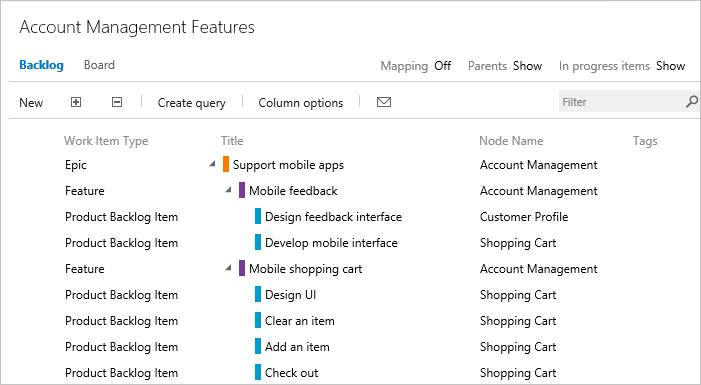 Account Management Features
Backlog Board Mapping Off Parents Show In progress items Show
New Create query Column options Filter
Work Item Type Title Node Name Tags
Epic Support mobile apps Account Management
Feature Mobile feedback Account Management
Product Backlog Item Design feedback interface Customer Profile
Product Backlog Item Develop mobile interface Shopping Cart
Feature Mobile shopping cart Account Management
Product Backlog Item Design UI Shopping Cart
Product Backlog Item Clear an item Shopping Cart
Product Backlog Item Add an item Shopping Cart
Product Backlog Item Check out Shopping Cart